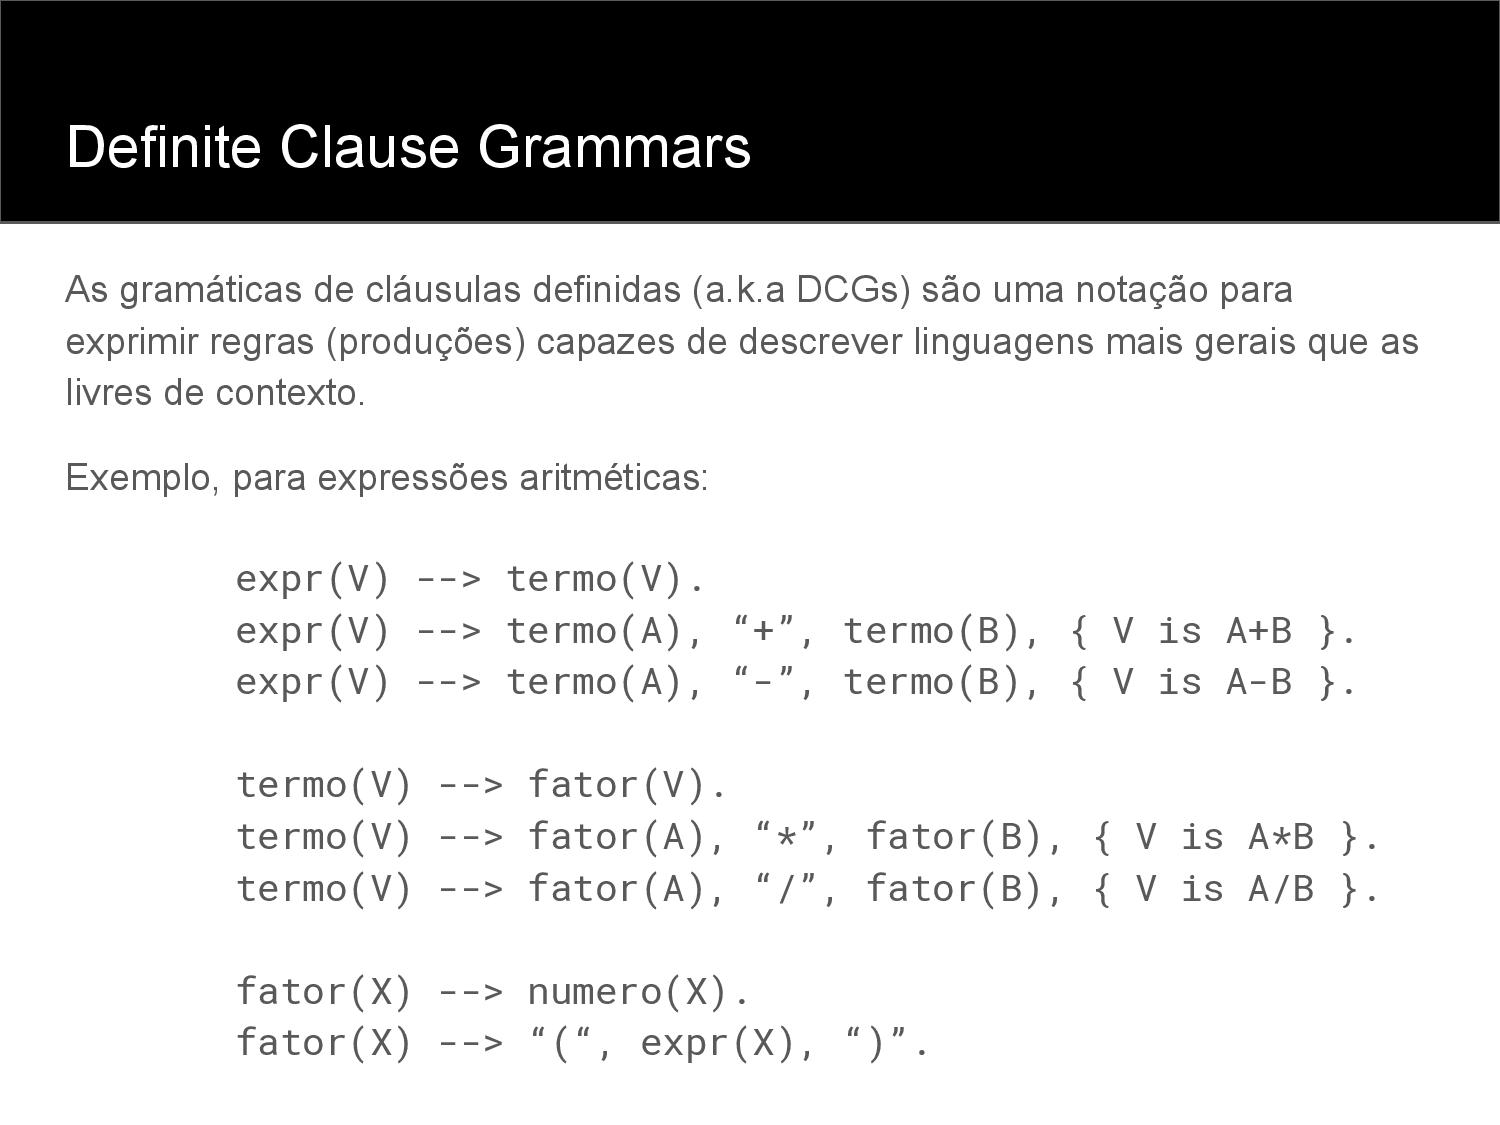 Definite Clause Grammars
As gramáticas de cláusulas definidas (a.k.a DCGs) são uma notação para
exprimir regras (produções) capazes de descrever linguagens mais gerais que as
livres de contexto.
Exemplo, para expressões aritméticas:
expr(V) --> termo(V).
expr(V) --> termo(A), “+”, termo(B), { V is A+B }.
expr(V) --> termo(A), “-”, termo(B), { V is A-B }.
termo(V) --> fator(V).
termo(V) --> fator(A), “*”, fator(B), { V is A*B }.
termo(V) --> fator(A), “/”, fator(B), { V is A/B }.
fator(X) --> numero(X).
fator(X) --> “(“, expr(X), “)”.